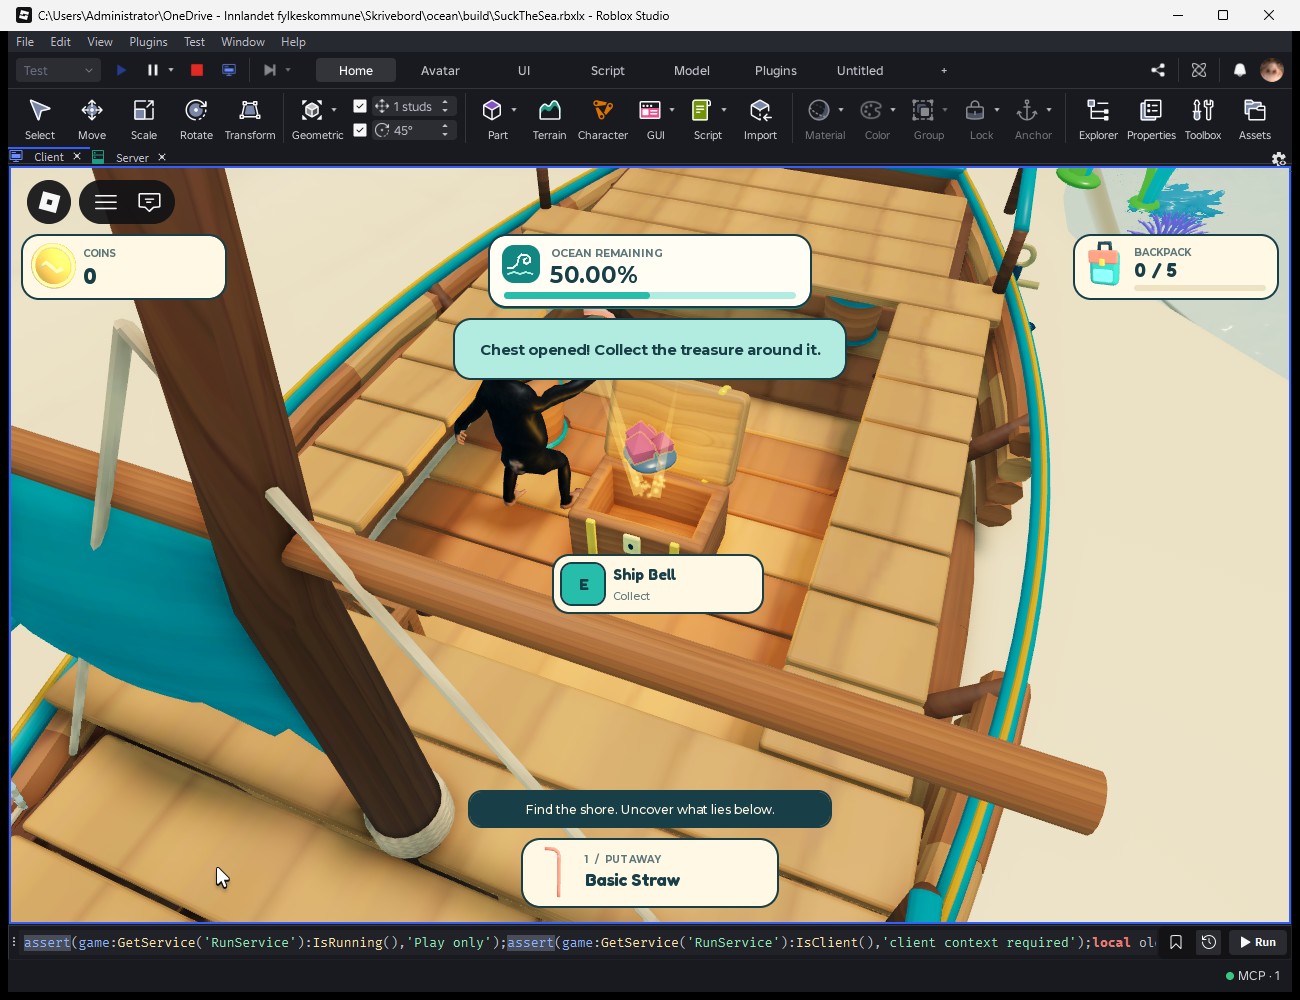 C:\Users\Administrator\OneDrive - Innlandet fylkeskommune\Skrivebord\ocean\build\SuckTheSea.rbxlx - Roblox Studio
File Edit View Plugins Test Window Help
Test Home Avatar UI Script Model Plugins Untitled +
1 studs
45°
Select Move Scale Rotate Transform Geometric Part Terrain Character GUI Script Import Material Color Group Lock Anchor Explorer Properties Toolbox Assets
Client Server
COINS
0
OCEAN REMAINING
50.00%
BACKPACK
0 / 5
Chest opened! Collect the treasure around it.
E
Ship Bell
Collect
Find the shore. Uncover what lies below.
1 / PUT AWAY
Basic Straw
assert(game:GetService('RunService'):IsRunning(),'Play only');assert(game:GetService('RunService'):IsClient(),'client context required');local ol
Run
MCP · 1